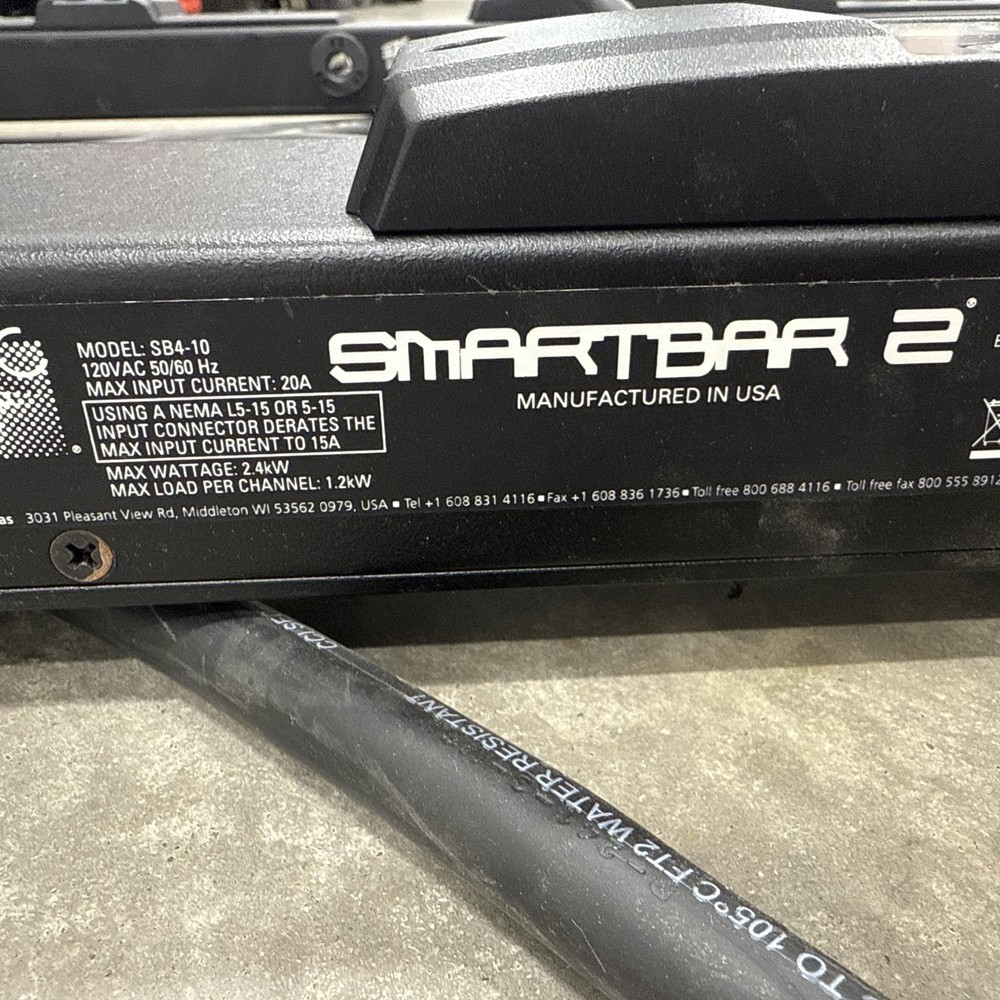 MODEL: SB4-10
120VAC 50/60 Hz
MAX INPUT CURRENT: 20A
USING A NEMA L5-15 OR 5-15
INPUT CONNECTOR DERATES THE
MAX INPUT CURRENT TO 15A
MAX WATTAGE: 2.4kW
MAX LOAD PER CHANNEL: 1.2kW
SMARTBAR 2®
MANUFACTURED IN USA
as 3031 Pleasant View Rd, Middleton WI 53562 0979, USA ■ Tel +1 608 831 4116 ■ Fax +1 608 836 1736 ■ Toll free 800 688 4116 ■ Toll free fax 800 555 8912
TO 105°C FT2 WATER RESISTANT